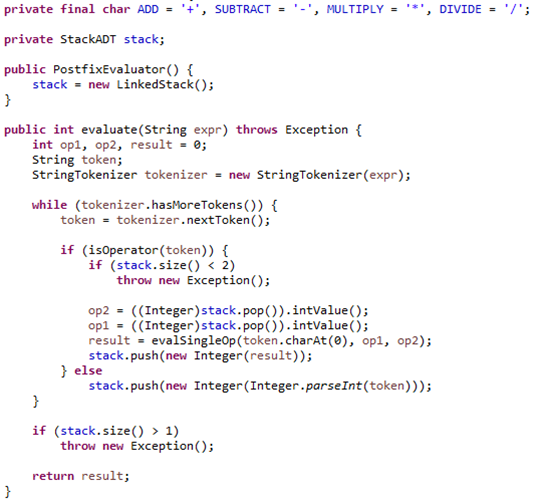 private final char ADD = '+', SUBTRACT = '-', MULTIPLY = '*', DIVIDE = '/';
private StackADT stack;
public PostfixEvaluator() {
stack = new LinkedStack();
}
public int evaluate(String expr) throws Exception {
int op1, op2, result = 0;
String token;
StringTokenizer tokenizer = new StringTokenizer(expr);
while (tokenizer.hasMoreTokens()) {
token = tokenizer.nextToken();
if (isOperator(token)) {
if (stack.size() < 2)
throw new Exception();
op2 = ((Integer)stack.pop()).intValue();
op1 = ((Integer)stack.pop()).intValue();
result = evalSingleOp(token.charAt(0), op1, op2);
stack.push(new Integer(result));
} else
stack.push(new Integer(Integer.parseInt(token)));
}
if (stack.size() > 1)
throw new Exception();
return result;
}